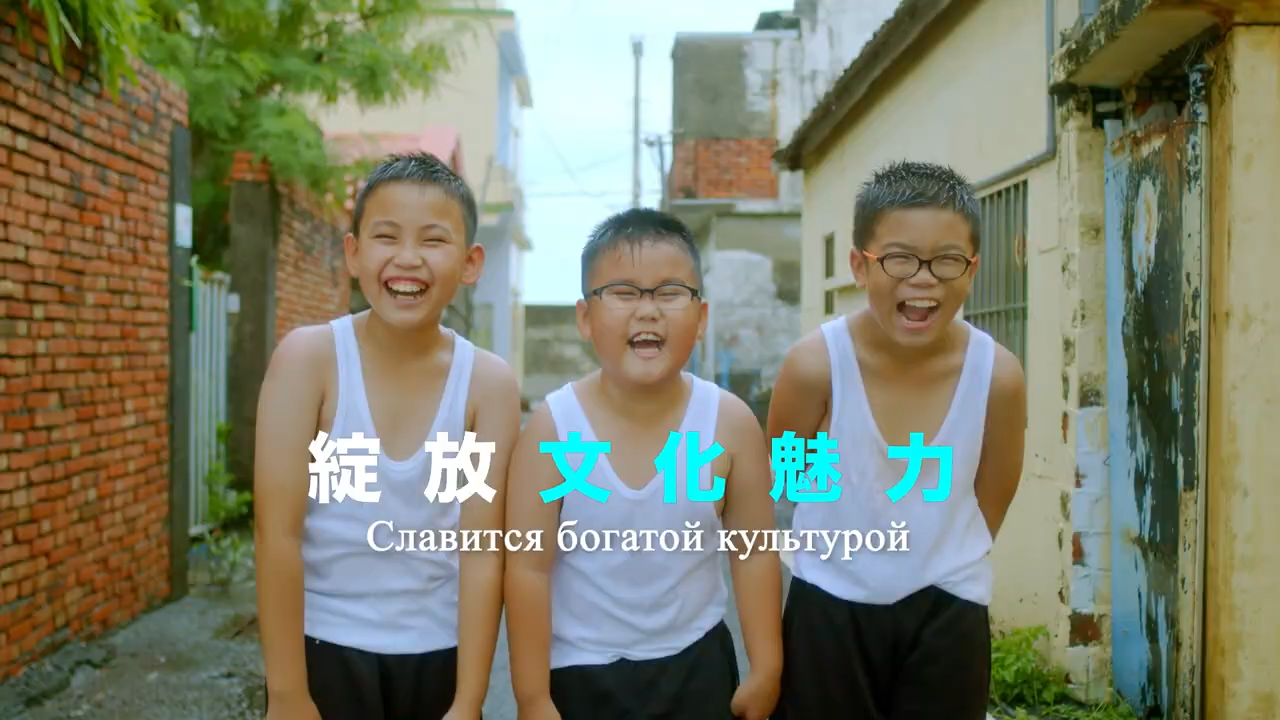 綻放文化魅力
Славится богатой культурой